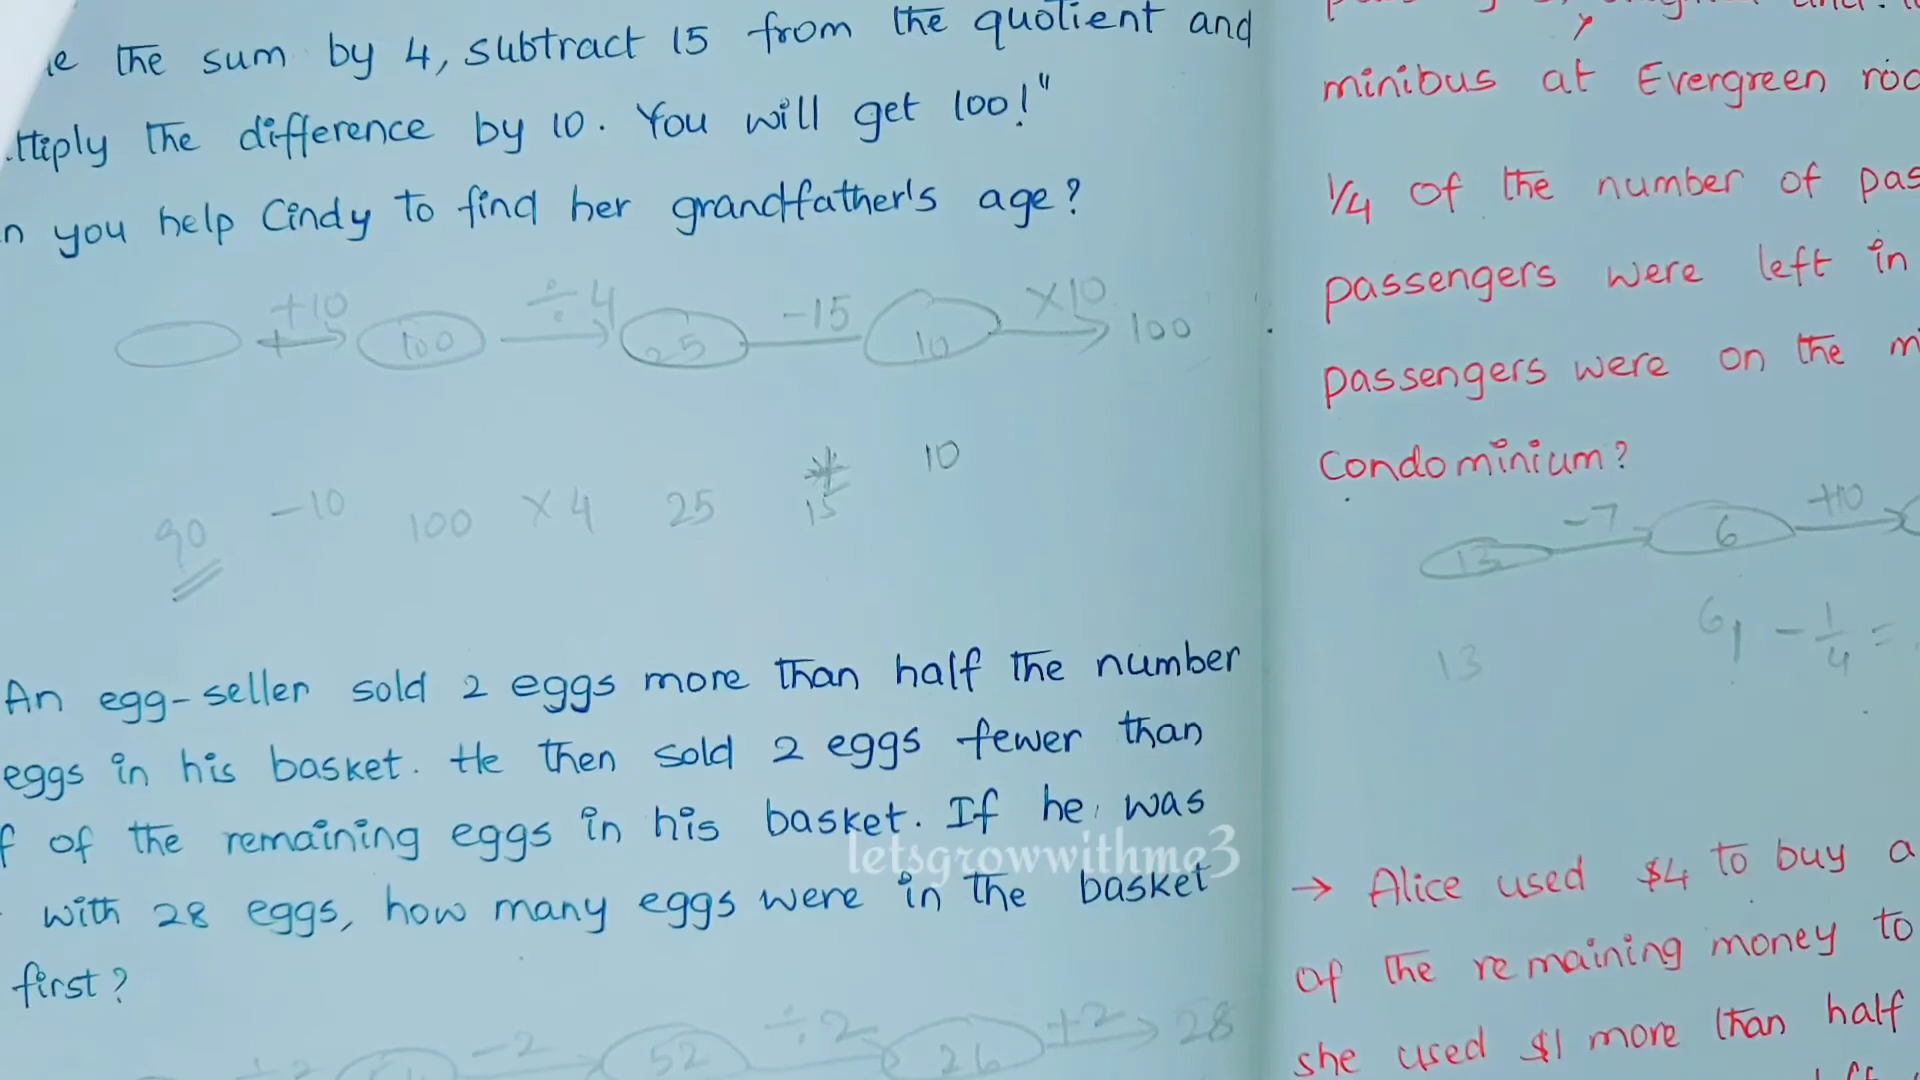 the sum by 4, subtract 15 from the quotient and
the difference by 10. You will get 100!"
you help Cindy to find her grandfather's age?
+10 ÷4 -15 ×10
100 25 10 100
10
90 -10 100 ×4 25 15
An egg-seller sold 2 eggs more than half the number
eggs in his basket. He then sold 2 eggs fewer than
of the remaining eggs in his basket. If he was
with 28 eggs, how many eggs were in the basket
first?
-2 52 ÷2 26 +2 28
letsgrowwithme3
minibus at Evergreen
1/4 of the number of
passengers were left in
passengers were on the
Condominium?
13 -7 6 +10
6 - 1/4 =
13
→ Alice used $4 to buy a
of the remaining money to
she used $1 more than half